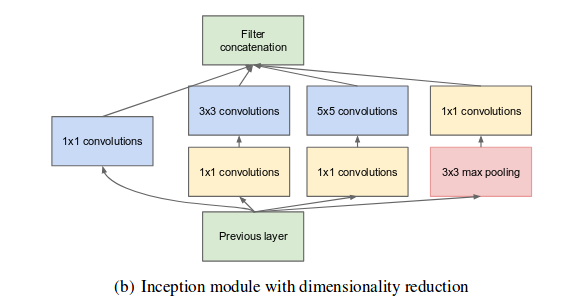 Filter
concatenation
3x3 convolutions
5x5 convolutions
1x1 convolutions
1x1 convolutions
1x1 convolutions
1x1 convolutions
3x3 max pooling
Previous layer
(b) Inception module with dimensionality reduction